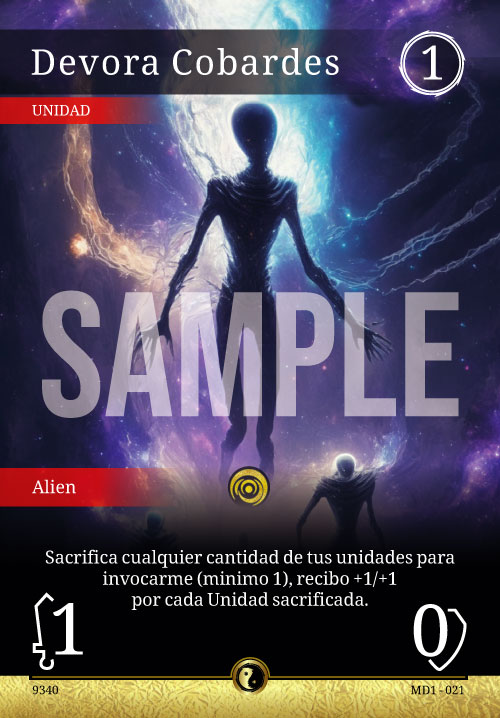 Devora Cobardes
1
UNIDAD
SAMPLE
Alien
Sacrifica cualquier cantidad de tus unidades para
invocarme (minimo 1), recibo +1/+1
por cada Unidad sacrificada.
1
0
9340
MD1 - 021